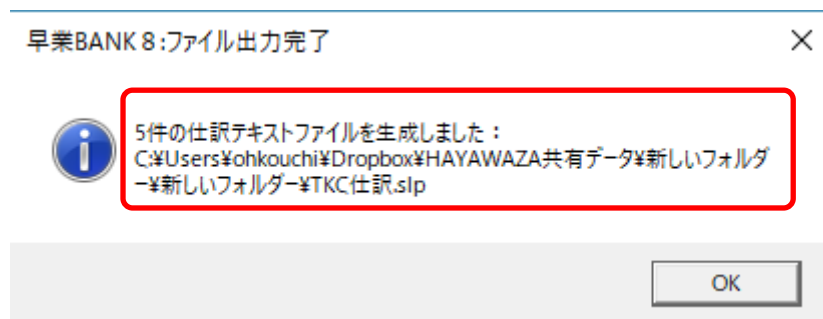 早業BANK 8:ファイル出力完了
5件の仕訳テキストファイルを生成しました：
C:¥Users¥ohkouchi¥Dropbox¥HAYAWAZA共有データ¥新しいフォルダ
ー¥新しいフォルダー¥TKC仕訳.slp
OK